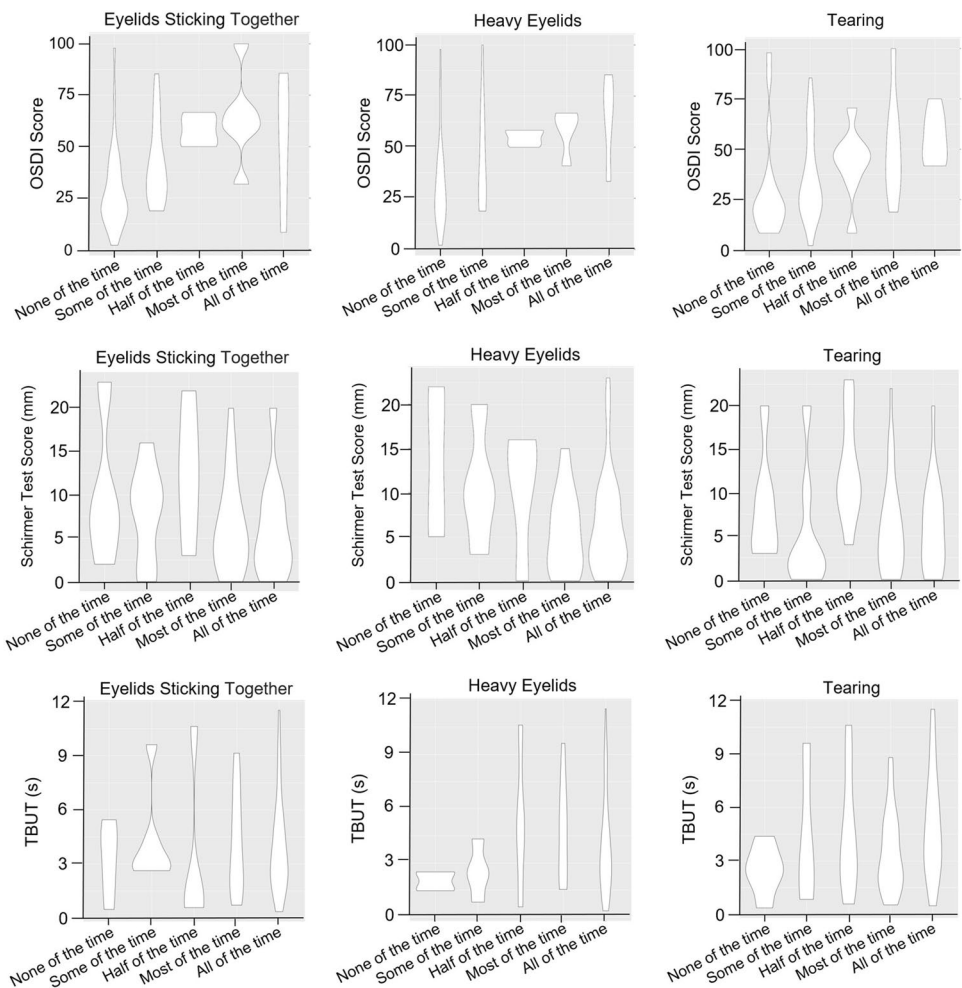 Eyelids Sticking Together
OSDI Score
100
75
50
25
0
None of the time
Some of the time
Half of the time
Most of the time
All of the time
Heavy Eyelids
OSDI Score
100
75
50
25
0
None of the time
Some of the time
Half of the time
Most of the time
All of the time
Tearing
OSDI Score
100
75
50
25
0
None of the time
Some of the time
Half of the time
Most of the time
All of the time
Eyelids Sticking Together
Schirmer Test Score (mm)
20
15
10
5
0
None of the time
Some of the time
Half of the time
Most of the time
All of the time
Heavy Eyelids
Schirmer Test Score (mm)
20
15
10
5
0
None of the time
Some of the time
Half of the time
Most of the time
All of the time
Tearing
Schirmer Test Score (mm)
20
15
10
5
0
None of the time
Some of the time
Half of the time
Most of the time
All of the time
Eyelids Sticking Together
TBUT (s)
12
9
6
3
0
None of the time
Some of the time
Half of the time
Most of the time
All of the time
Heavy Eyelids
TBUT (s)
12
9
6
3
0
None of the time
Some of the time
Half of the time
Most of the time
All of the time
Tearing
TBUT (s)
12
9
6
3
0
None of the time
Some of the time
Half of the time
Most of the time
All of the time